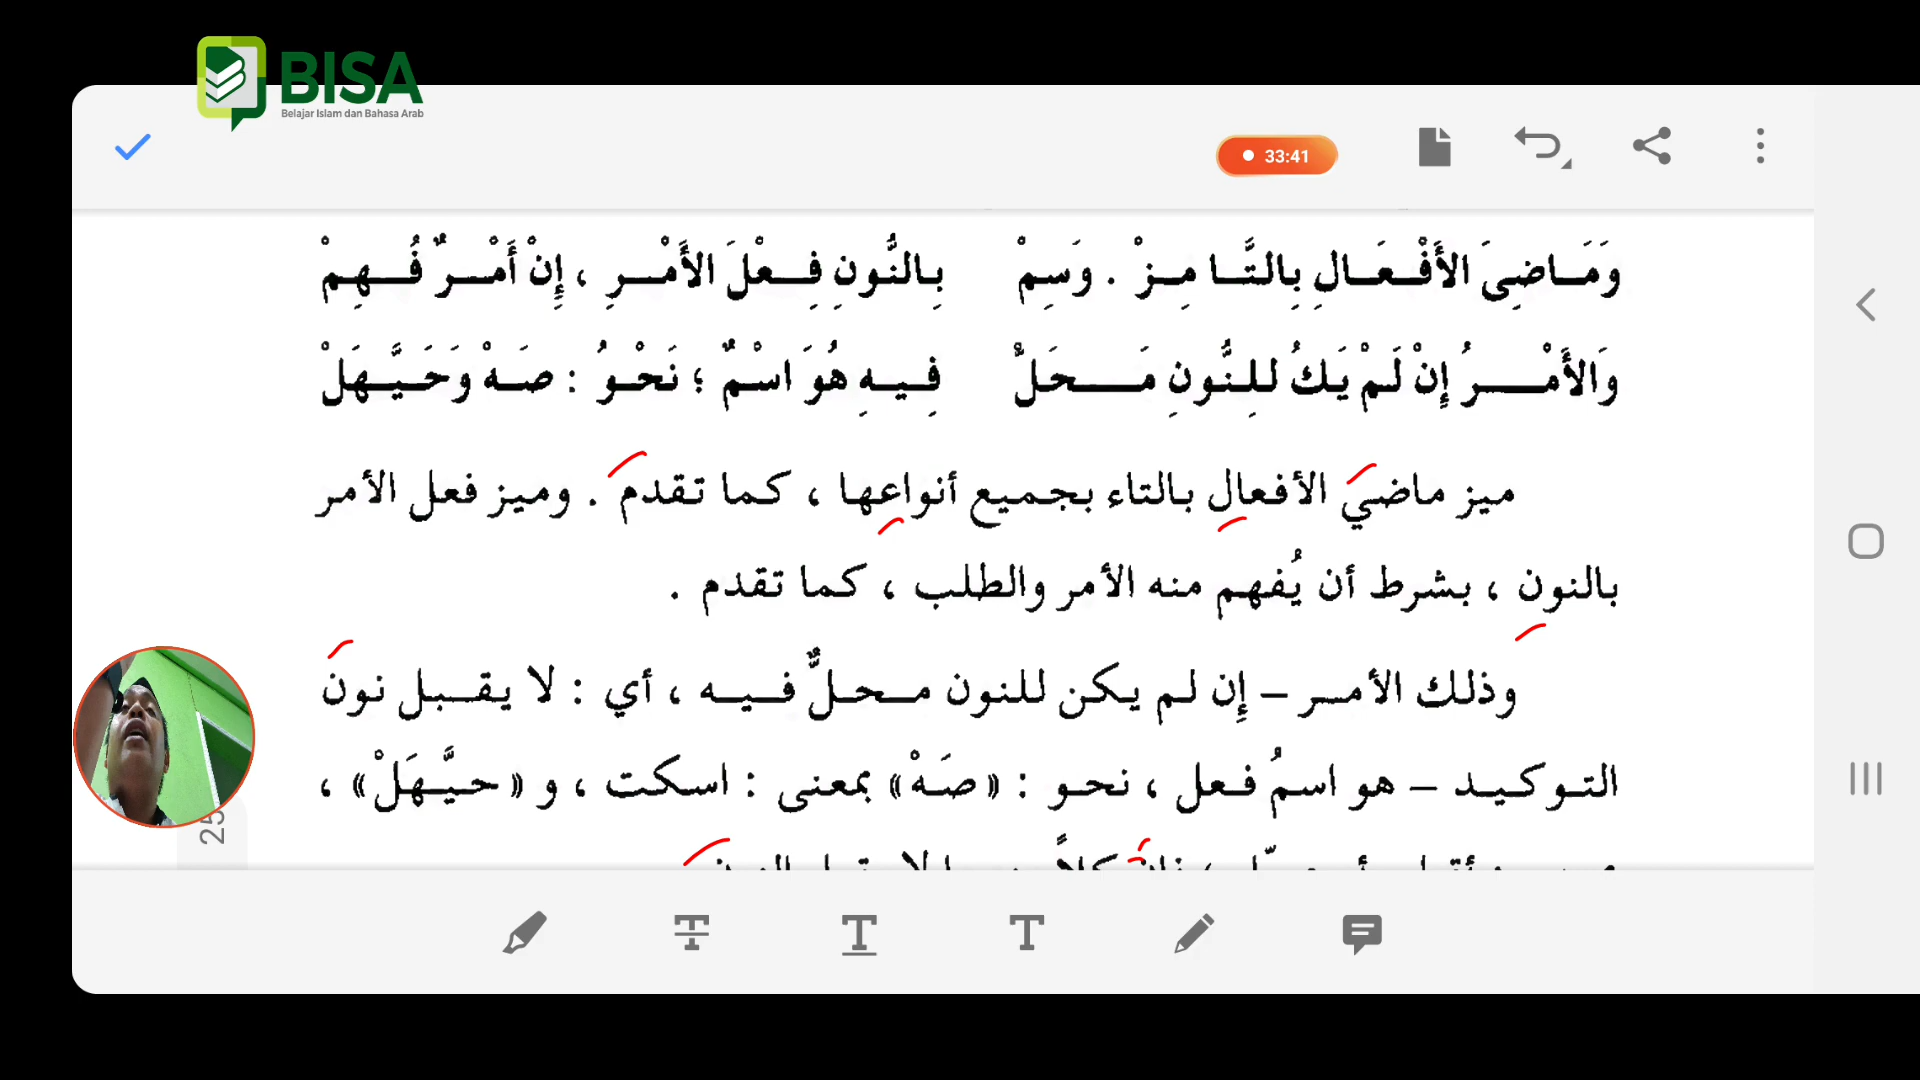 BISA
Belajar Islam dan Bahasa Arab
33:41
وَمَاضِيَ الأَفْعَالِ بِالتَّا مِزْ . وَسِمْ بِالنُّونِ فِعْلَ الأَمْرِ ، إِنْ أَمْرٌ فُهِمْ
وَالأَمْرُ إِنْ لَمْ يَكُ لِلنُّونِ مَحَلٌّ فِيهِ هُوَ اسْمٌ ؛ نَحْوُ : صَهْ وَحَيَّهَلْ
ميز ماضيَ الأفعالِ بالتاء بجميع أنواعِها ، كما تقدمَ . وميز فعل الأمر
بالنونِ ، بشرط أن يُفهم منه الأمر والطلب ، كما تقدم .
وذلك الأمر – إِن لم يكن للنون محلٌّ فيه ، أي : لا يقبل نونَ
التوكيد – هو اسمُ فعل ، نحو : « صَهْ » بمعنى : اسكت ، و « حيَّهَلْ » ،
25